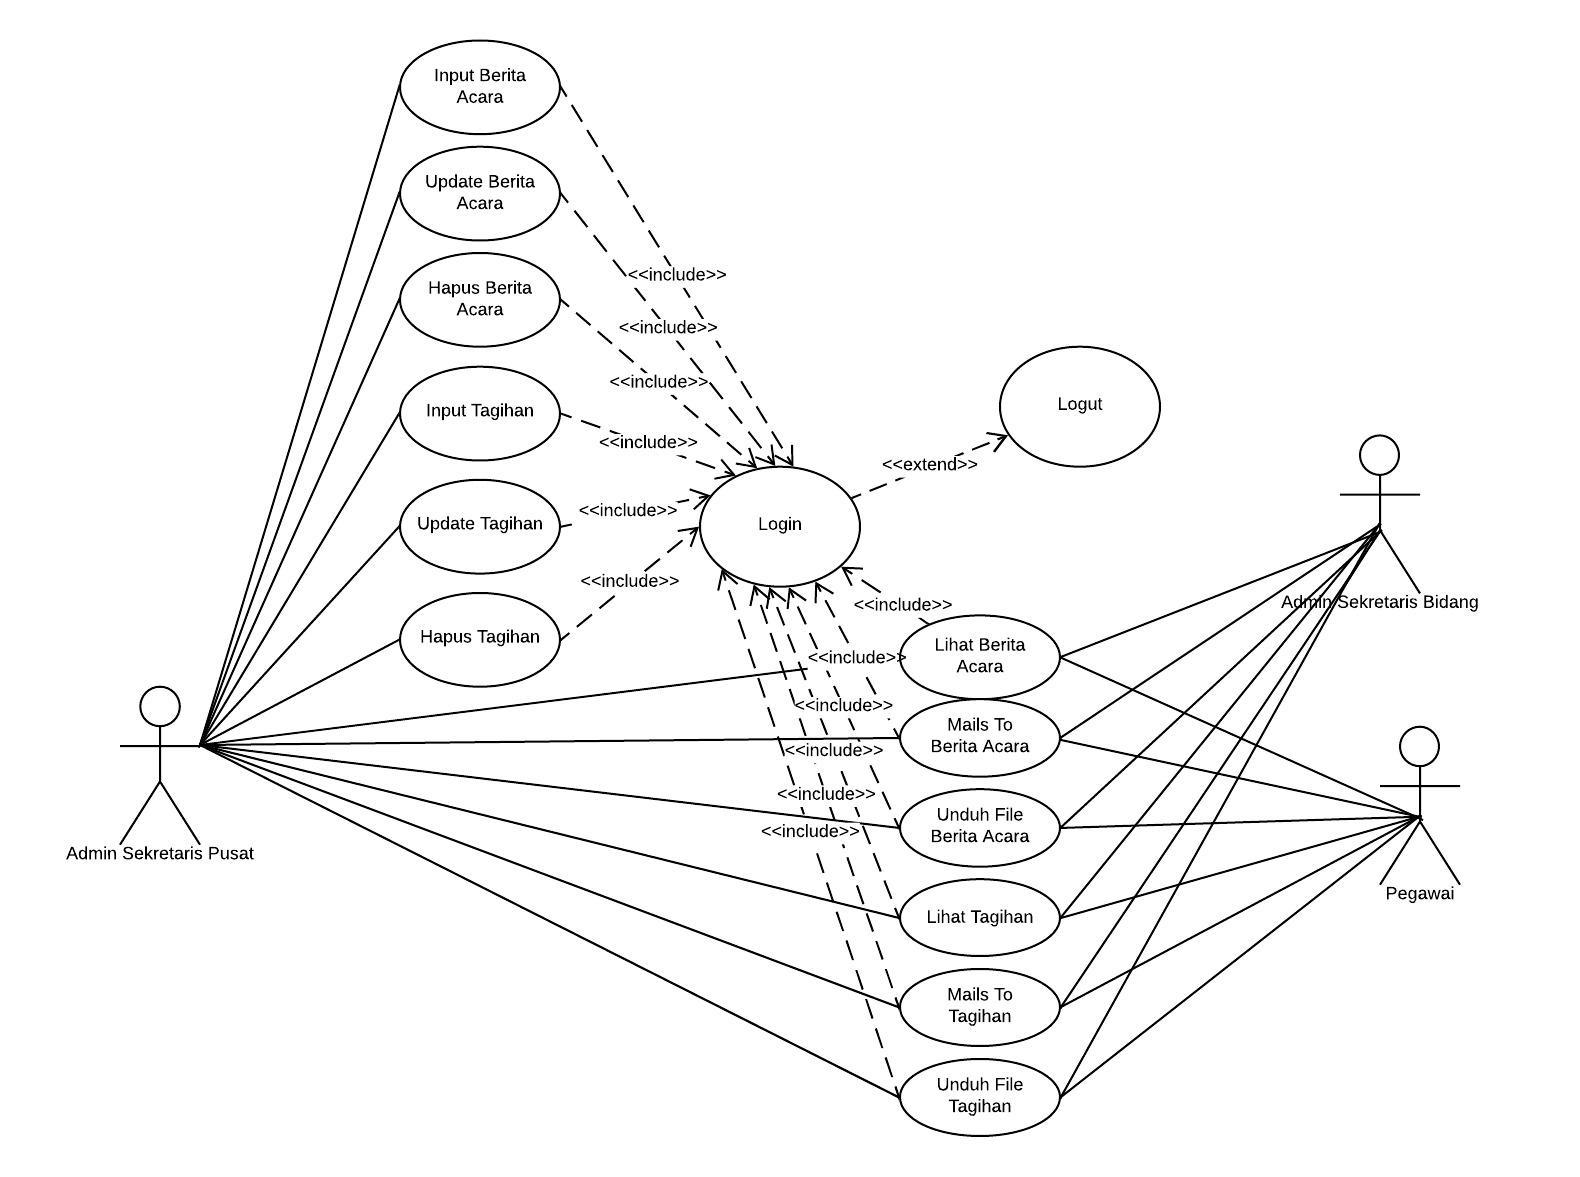 Input Berita
Acara
Update Berita
Acara
<<include>>
Hapus Berita
Acara
<<include>>
<<include>>
Input Tagihan
<<include>>
Logut
<<extend>>
Update Tagihan
<<include>>
Login
Hapus Tagihan
<<include>>
<<include>>
Admin Sekretaris Bidang
Lihat Berita
Acara
<<include>>
<<include>>
Mails To
Berita Acara
<<include>>
<<include>>
Unduh File
Berita Acara
<<include>>
Admin Sekretaris Pusat
Pegawai
Lihat Tagihan
Mails To
Tagihan
Unduh File
Tagihan